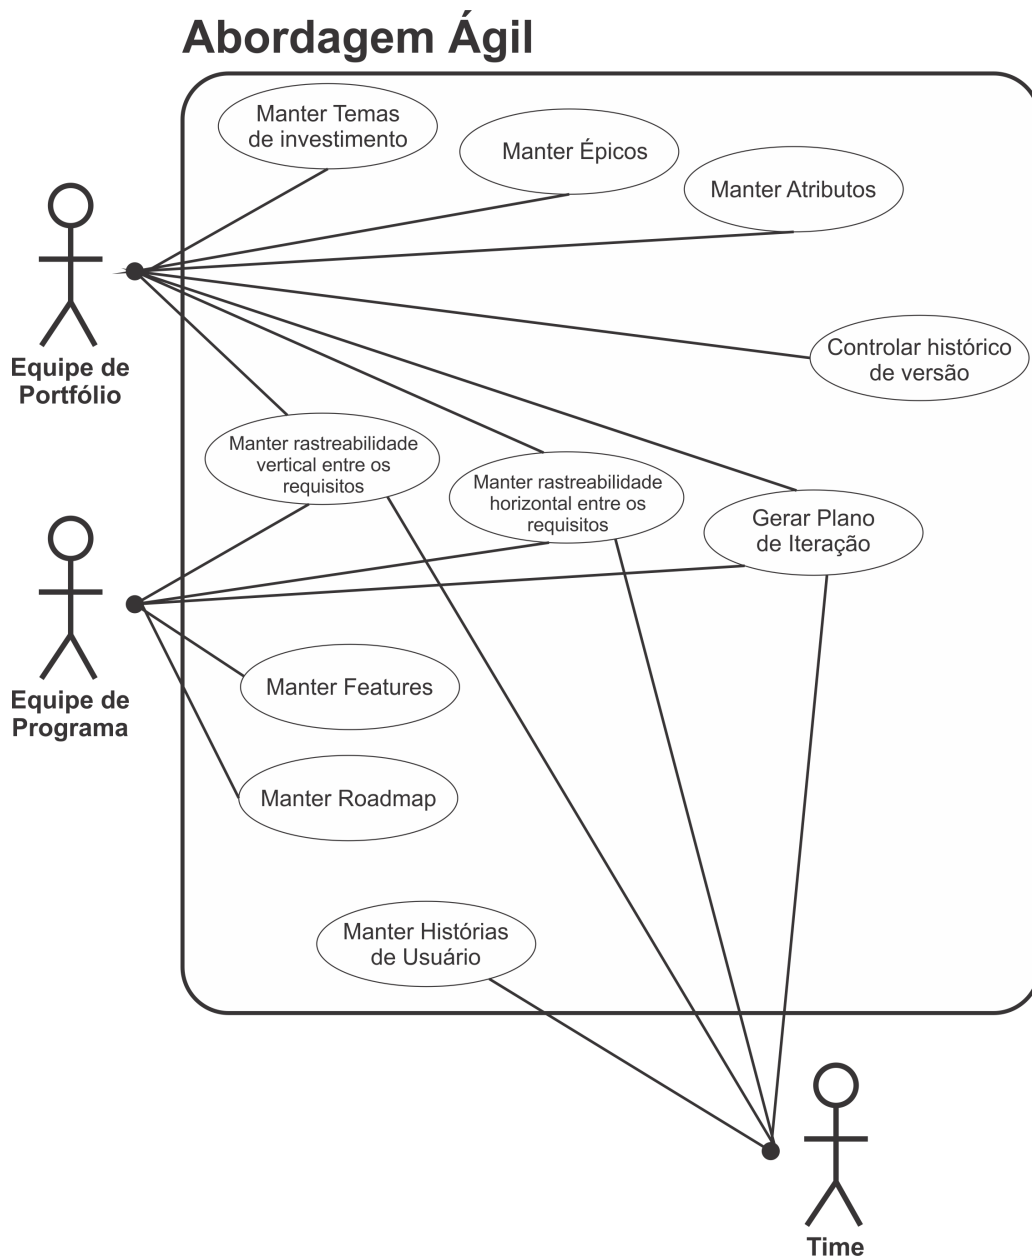 Abordagem Ágil
Manter Temas
de investimento
Manter Épicos
Manter Atributos
Equipe de
Portfólio
Controlar histórico
de versão
Manter rastreabilidade
vertical entre os
requisitos
Manter rastreabilidade
horizontal entre os
requisitos
Gerar Plano
de Iteração
Equipe de
Programa
Manter Features
Manter Roadmap
Manter Histórias
de Usuário
Time